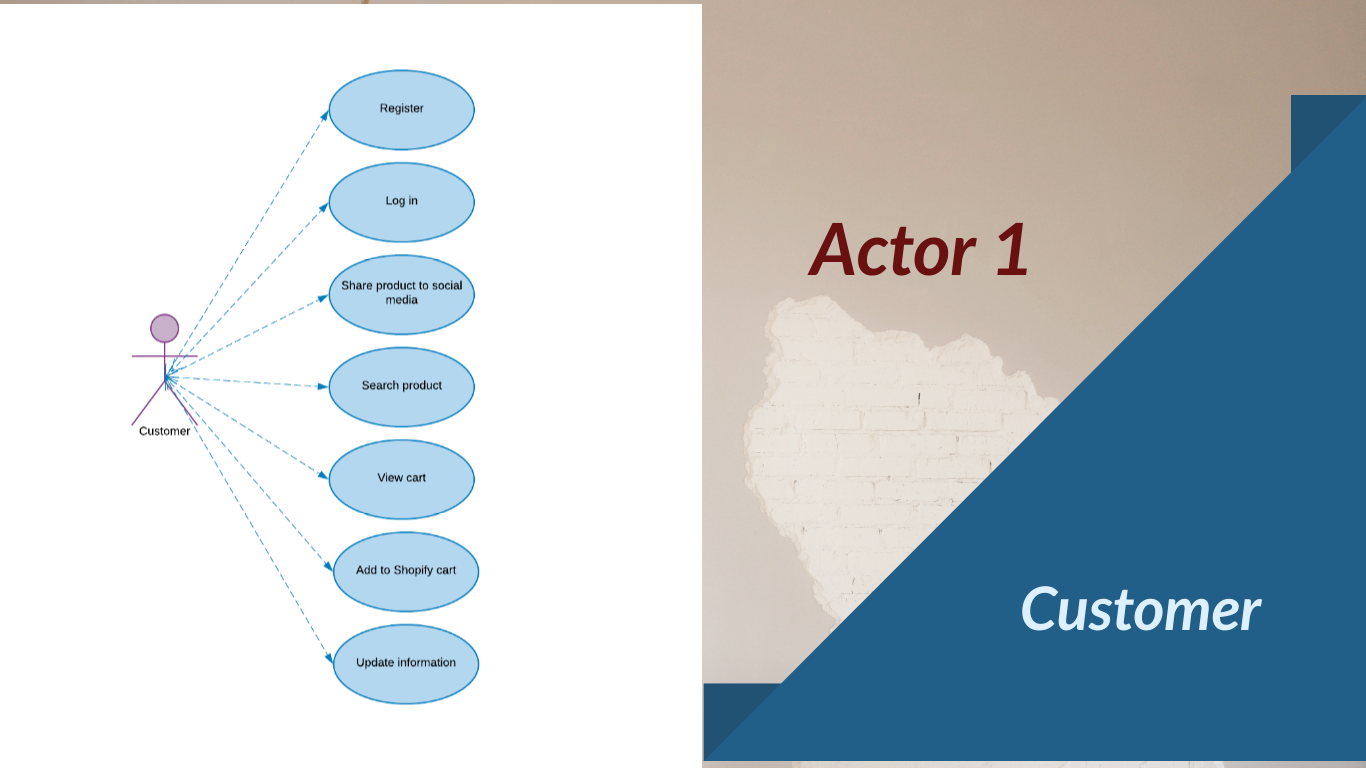 Register
Log in
Share product to social
media
Search product
View cart
Add to Shopify cart
Update information
Customer
Actor 1
Customer